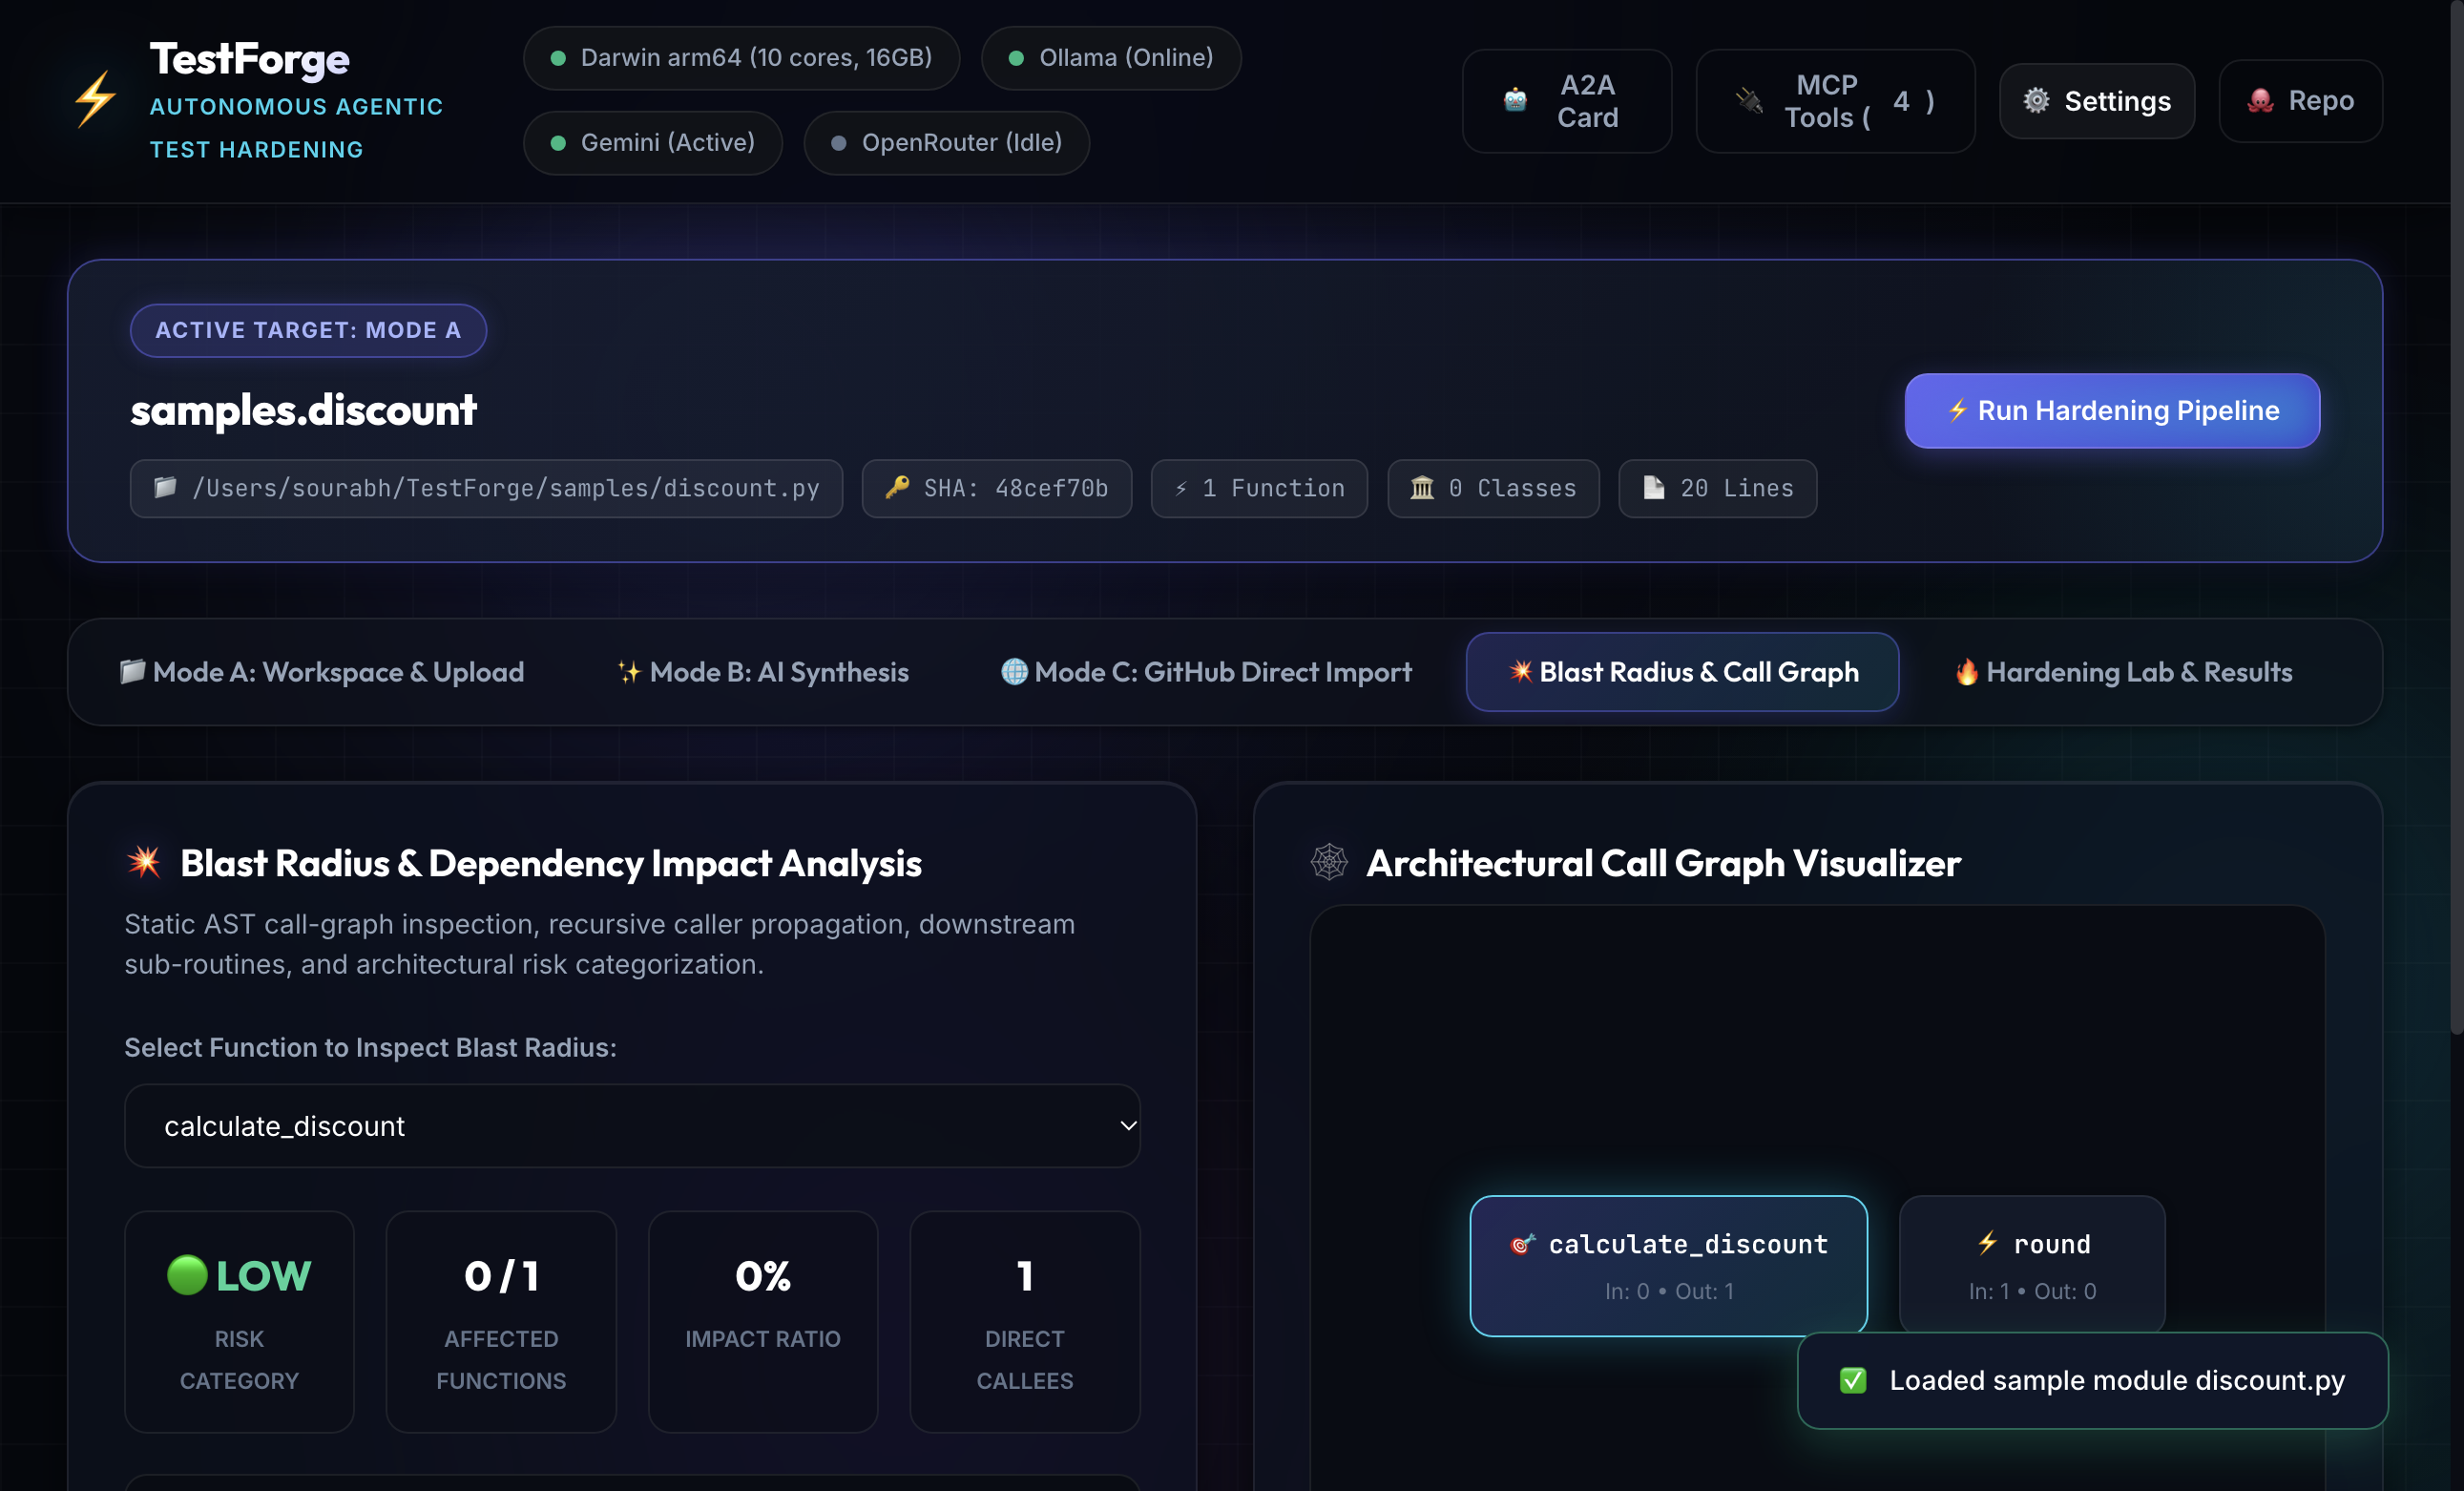 TestForge
AUTONOMOUS AGENTIC
TEST HARDENING
Darwin arm64 (10 cores, 16GB)
Ollama (Online)
Gemini (Active)
OpenRouter (Idle)
A2A
Card
MCP
Tools ( 4 )
Settings
Repo
ACTIVE TARGET: MODE A
samples.discount
/Users/sourabh/TestForge/samples/discount.py
SHA: 48cef70b
1 Function
0 Classes
20 Lines
Run Hardening Pipeline
Mode A: Workspace & Upload
Mode B: AI Synthesis
Mode C: GitHub Direct Import
Blast Radius & Call Graph
Hardening Lab & Results
Blast Radius & Dependency Impact Analysis
Static AST call-graph inspection, recursive caller propagation, downstream
sub-routines, and architectural risk categorization.
Select Function to Inspect Blast Radius:
calculate_discount
LOW
RISK
CATEGORY
0 / 1
AFFECTED
FUNCTIONS
0%
IMPACT RATIO
1
DIRECT
CALLEES
Architectural Call Graph Visualizer
calculate_discount
In: 0 • Out: 1
round
In: 1 • Out: 0
Loaded sample module discount.py